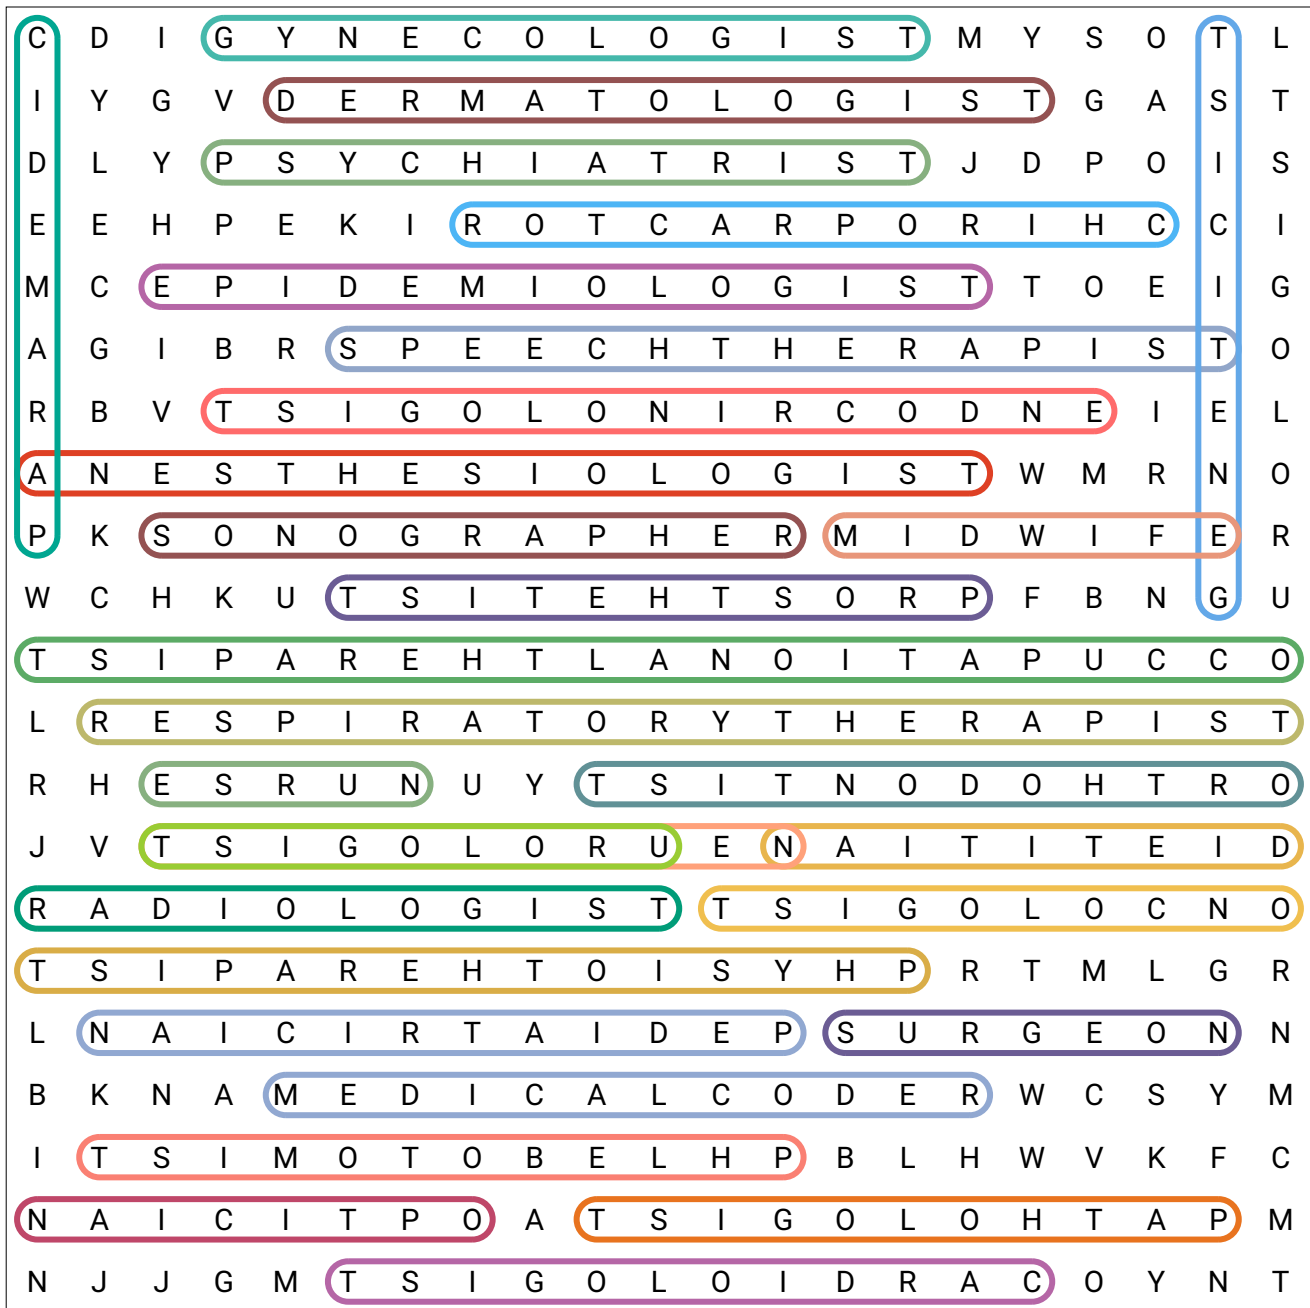 C D I G Y N E C O L O G I S T M Y S O T L
I Y G V D E R M A T O L O G I S T G A S T
D L Y P S Y C H I A T R I S T J D P O I S
E E H P E K I R O T C A R P O R I H C C I
M C E P I D E M I O L O G I S T T O E I G
A G I B R S P E E C H T H E R A P I S T O
R B V T S I G O L O N I R C O D N E I E L
A N E S T H E S I O L O G I S T W M R N O
P K S O N O G R A P H E R M I D W I F E R
W C H K U T S I T E H T S O R P F B N G U
T S I P A R E H T L A N O I T A P U C C O
L R E S P I R A T O R Y T H E R A P I S T
R H E S R U N U Y T S I T N O D O H T R O
J V T S I G O L O R U E N A I T I T E I D
R A D I O L O G I S T T S I G O L O C N O
T S I P A R E H T O I S Y H P R T M L G R
L N A I C I R T A I D E P S U R G E O N N
B K N A M E D I C A L C O D E R W C S Y M
I T S I M O T O B E L H P B L H W V K F C
N A I C I T P O A T S I G O L O H T A P M
N J J G M T S I G O L O I D R A C O Y N T